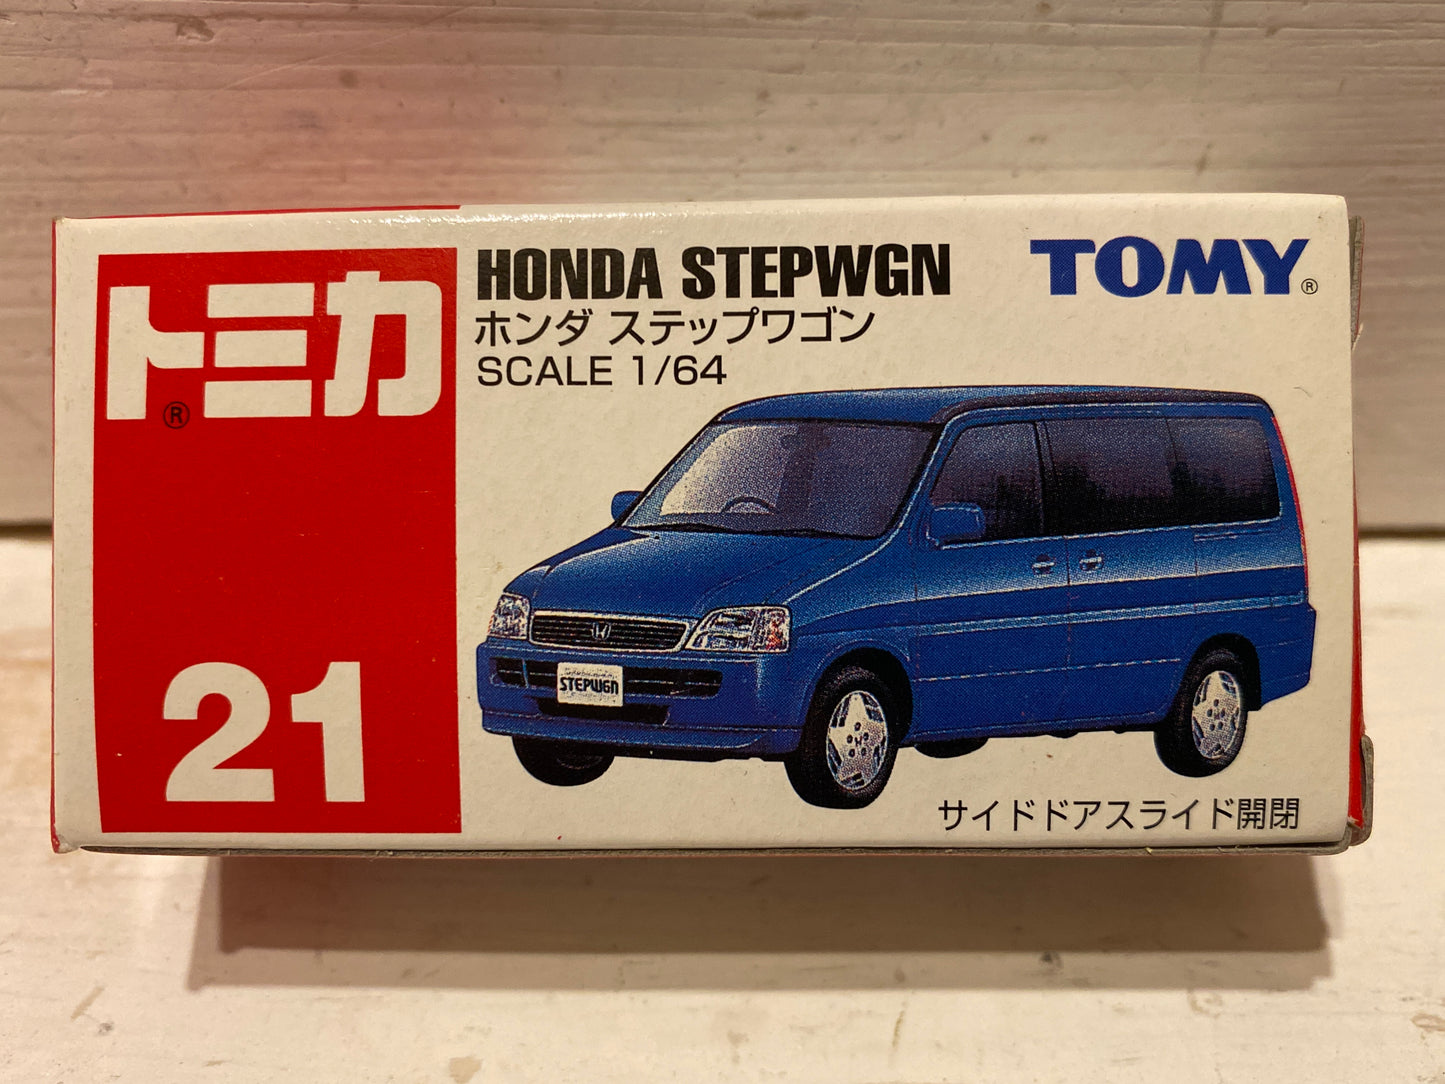 トミカ®
21
HONDA STEPWGN
ホンダ ステップワゴン
SCALE 1/64
TOMY®
STEPWGN
サイドドアスライド開閉